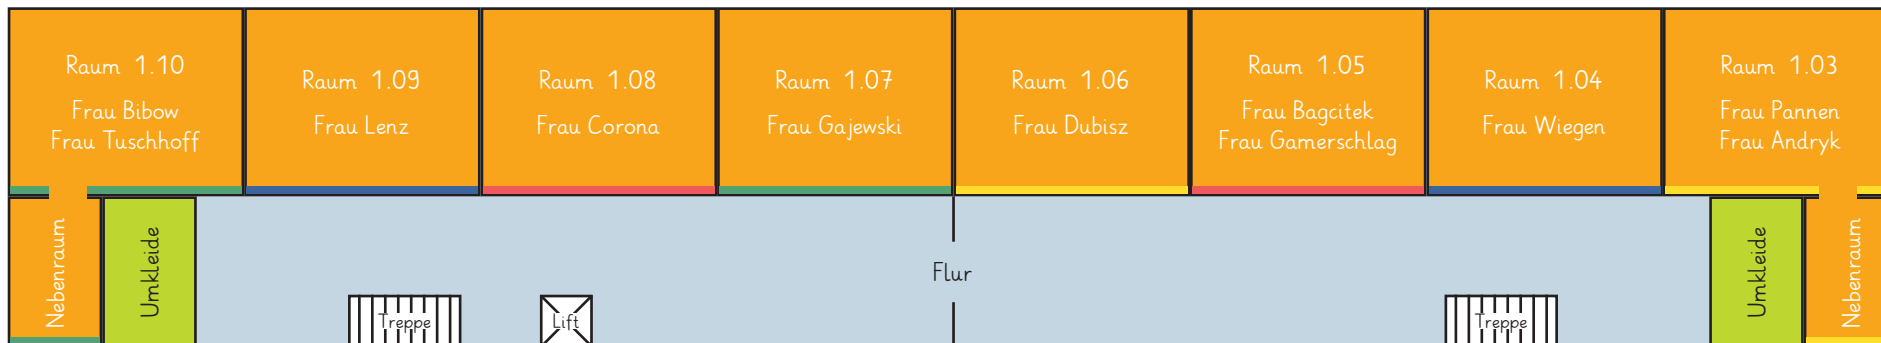 Raum 1.10
Frau Bibow
Frau Tuschhoff
Raum 1.09
Frau Lenz
Raum 1.08
Frau Corona
Raum 1.07
Frau Gajewski
Raum 1.06
Frau Dubisz
Raum 1.05
Frau Bagcitek
Frau Gamerschlag
Raum 1.04
Frau Wiegen
Raum 1.03
Frau Pannen
Frau Andryk
Nebenraum
Umkleide
Treppe
Lift
Flur
Treppe
Umkleide
Nebenraum